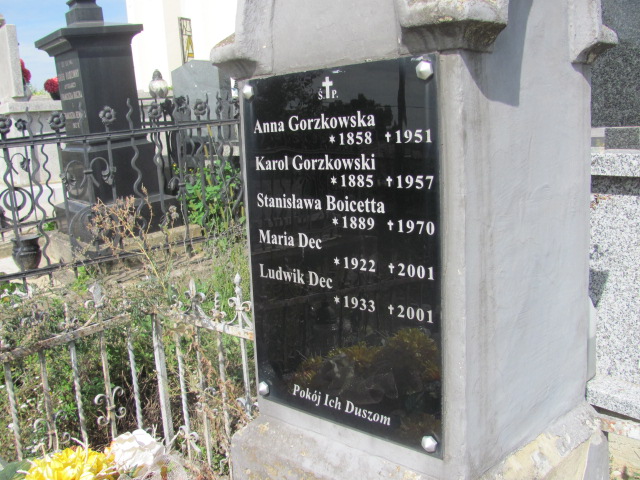 Ś✝P.
Anna Gorzkowska
* 1858 † 1951
Karol Gorzkowski
* 1885 † 1957
Stanisława Boicetta
* 1889 † 1970
Maria Dec
* 1922 † 2001
Ludwik Dec
* 1933 † 2001
Pokój Ich Duszom